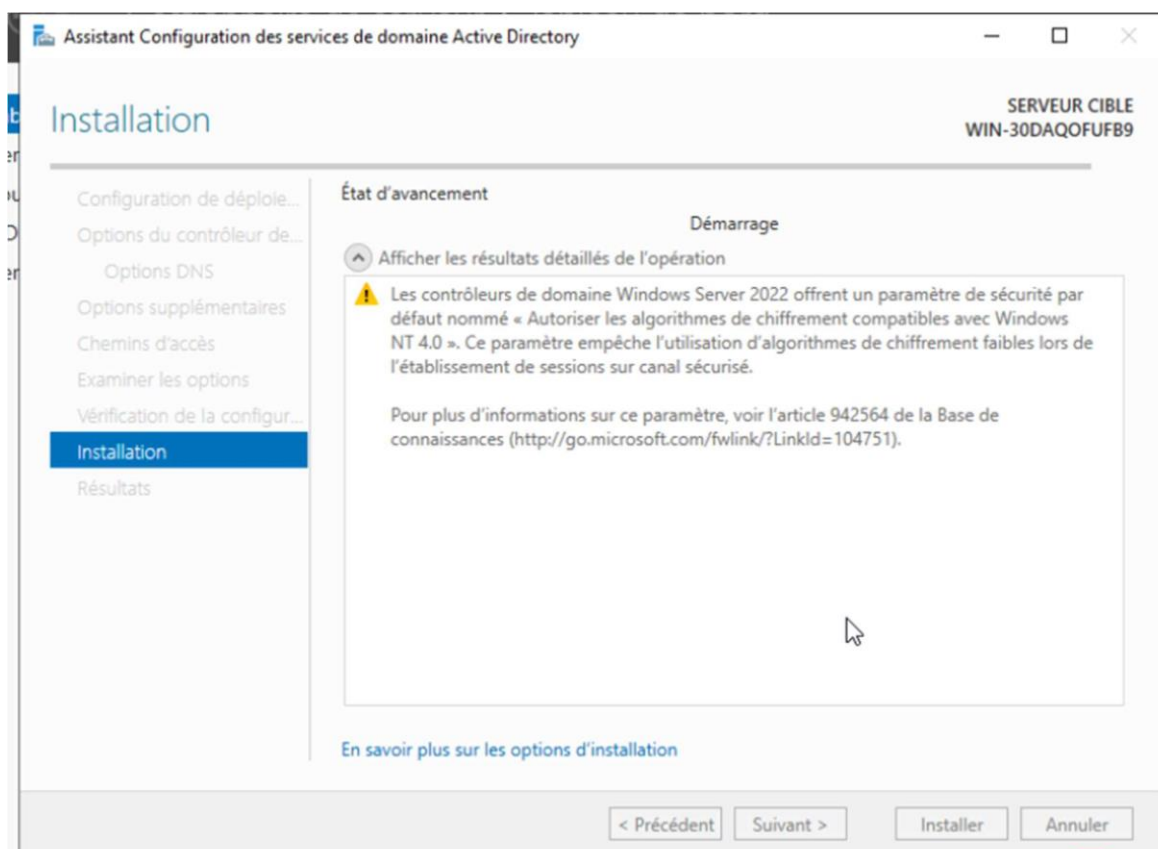 Assistant Configuration des services de domaine Active Directory
Installation
SERVEUR CIBLE
WIN-30DAQOFUFB9
Configuration de déploie...
Options du contrôleur de...
Options DNS
Options supplémentaires
Chemins d'accès
Examiner les options
Vérification de la configur...
Installation
Résultats
État d'avancement
Démarrage
Afficher les résultats détaillés de l'opération
Les contrôleurs de domaine Windows Server 2022 offrent un paramètre de sécurité par
défaut nommé « Autoriser les algorithmes de chiffrement compatibles avec Windows
NT 4.0 ». Ce paramètre empêche l'utilisation d'algorithmes de chiffrement faibles lors de
l'établissement de sessions sur canal sécurisé.
Pour plus d'informations sur ce paramètre, voir l'article 942564 de la Base de
connaissances (http://go.microsoft.com/fwlink/?LinkId=104751).
En savoir plus sur les options d'installation
< Précédent
Suivant >
Installer
Annuler